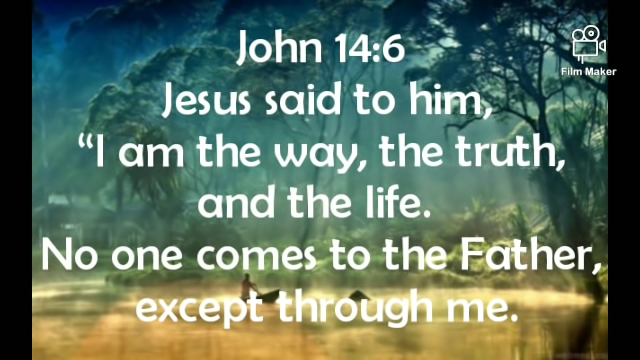 John 14:6
Film Maker
Jesus said to him,
“I am the way, the truth,
and the life.
No one comes to the Father,
except through me.